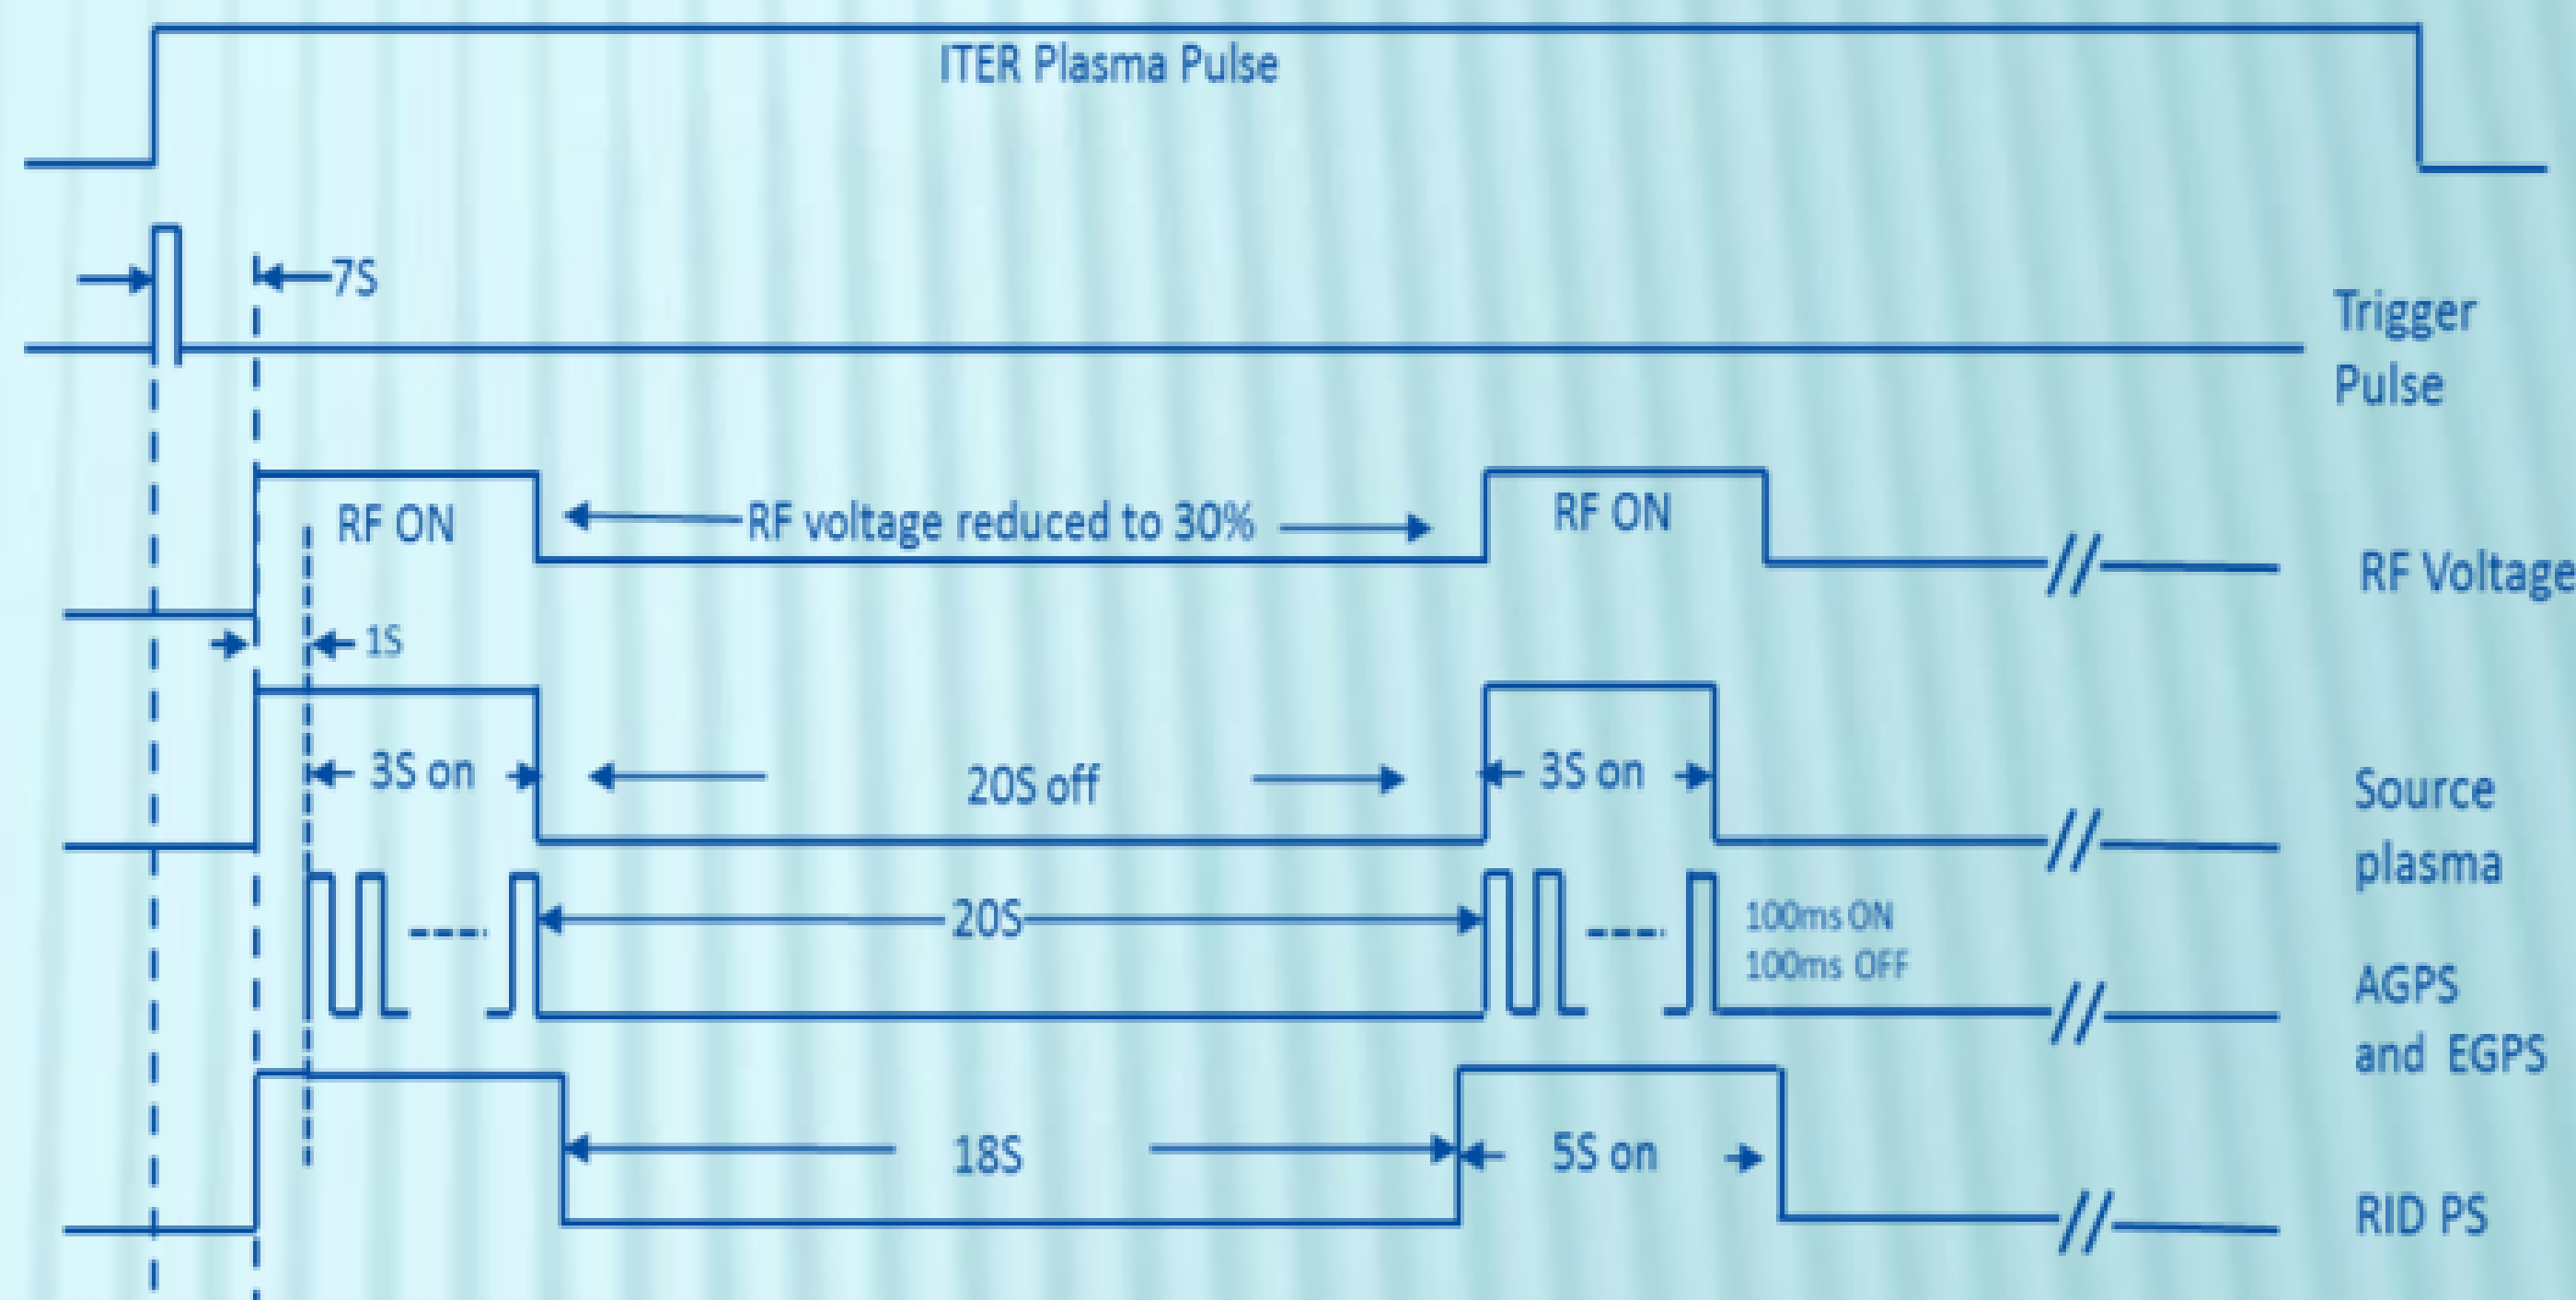 ITER Plasma Pulse
7S
Trigger
Pulse
RF ON
RF voltage reduced to 30%
RF ON
RF Voltage
1S
3S on
20S off
3S on
Source
plasma
20S
100ms ON
100ms OFF
AGPS
and EGPS
18S
5S on
RID PS